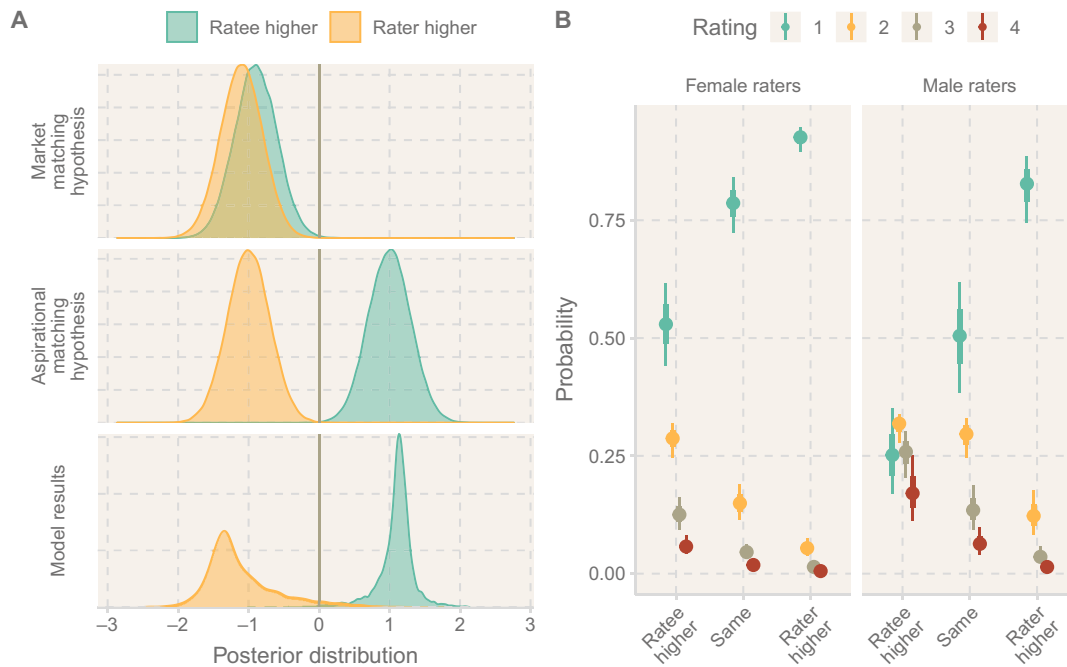 A
Ratee higher
Rater higher
Market
matching
hypothesis
Aspirational
matching
hypothesis
Model results
−3
−2
−1
0
1
2
3
Posterior distribution
B
Rating
1
2
3
4
Female raters
Male raters
Probability
0.75
0.50
0.25
0.00
Ratee
higher
Same
Rater
higher
Ratee
higher
Same
Rater
higher